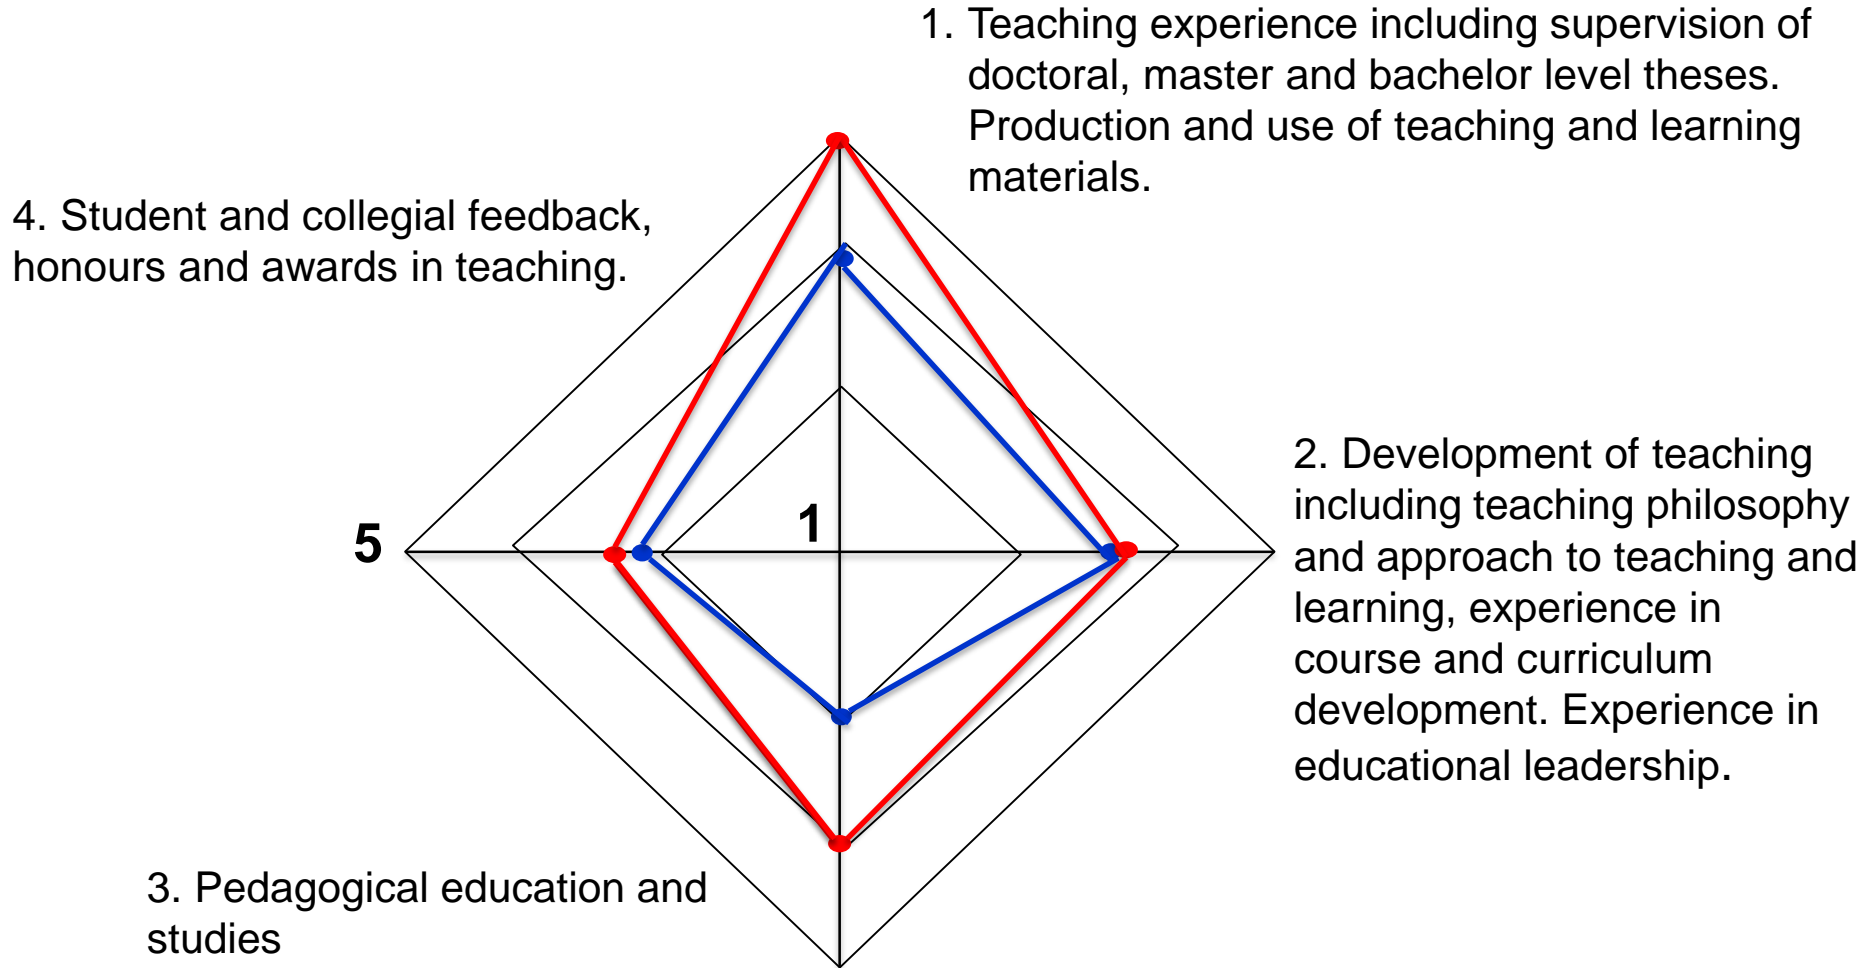 1. Teaching experience including supervision of
doctoral, master and bachelor level theses.
Production and use of teaching and learning
materials.
4. Student and collegial feedback,
honours and awards in teaching.
2. Development of teaching
including teaching philosophy
and approach to teaching and
learning, experience in
course and curriculum
development. Experience in
educational leadership.
5
1
3. Pedagogical education and
studies